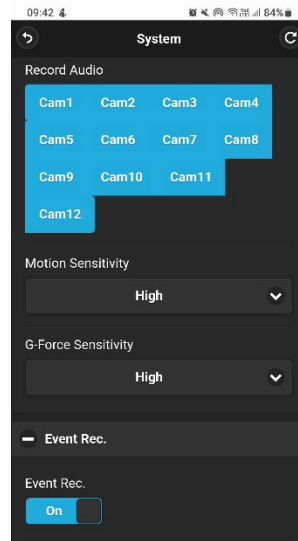 09:42 84%
System
Record Audio
Cam1 Cam2 Cam3 Cam4
Cam5 Cam6 Cam7 Cam8
Cam9 Cam10 Cam11
Cam12
Motion Sensitivity
High
G-Force Sensitivity
High
Event Rec.
Event Rec.
On